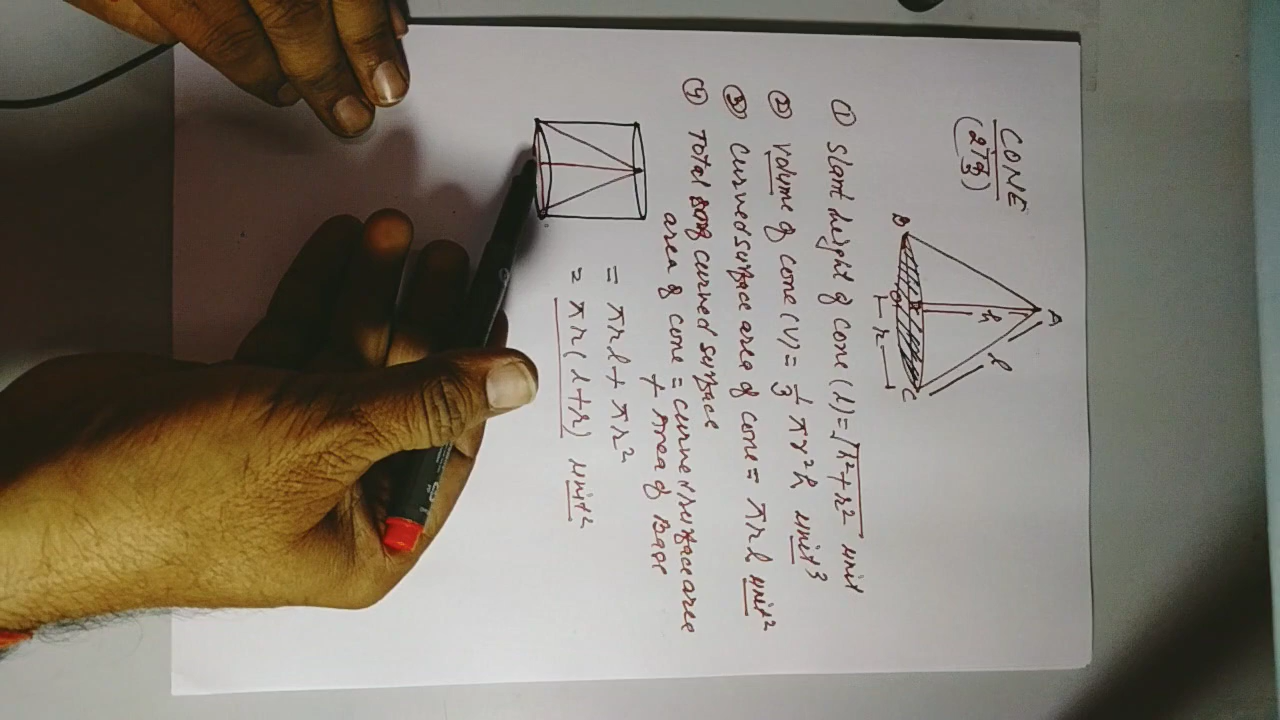 CONE
(शंकु)
A
h
l
B
C
r
① Slant height of cone (l) = √h²+r² unit
② volume of cone (V) = 1/3 πr²h unit³
③ curved surface area of cone = πrl unit²
④ Total curved surface
area of cone = curved surface area
+ Area of Base
= πrl + πr²
= πr(l+r) unit²